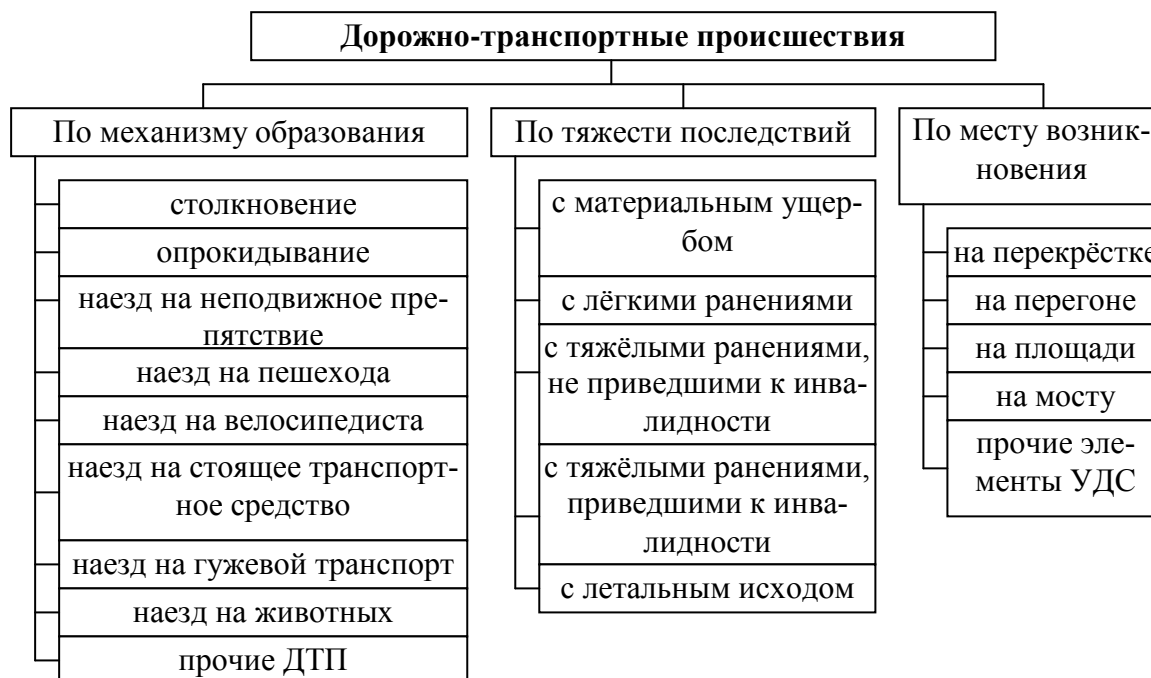 Дорожно-транспортные происшествия
По механизму образования
столкновение
опрокидывание
наезд на неподвижное пре-
пятствие
наезд на пешехода
наезд на велосипедиста
наезд на стоящее транспорт-
ное средство
наезд на гужевой транспорт
наезд на животных
прочие ДТП
По тяжести последствий
с материальным ущер-
бом
с лёгкими ранениями
с тяжёлыми ранениями,
не приведшими к инва-
лидности
с тяжёлыми ранениями,
приведшими к инва-
лидности
с летальным исходом
По месту возник-
новения
на перекрёстке
на перегоне
на площади
на мосту
прочие эле-
менты УДС